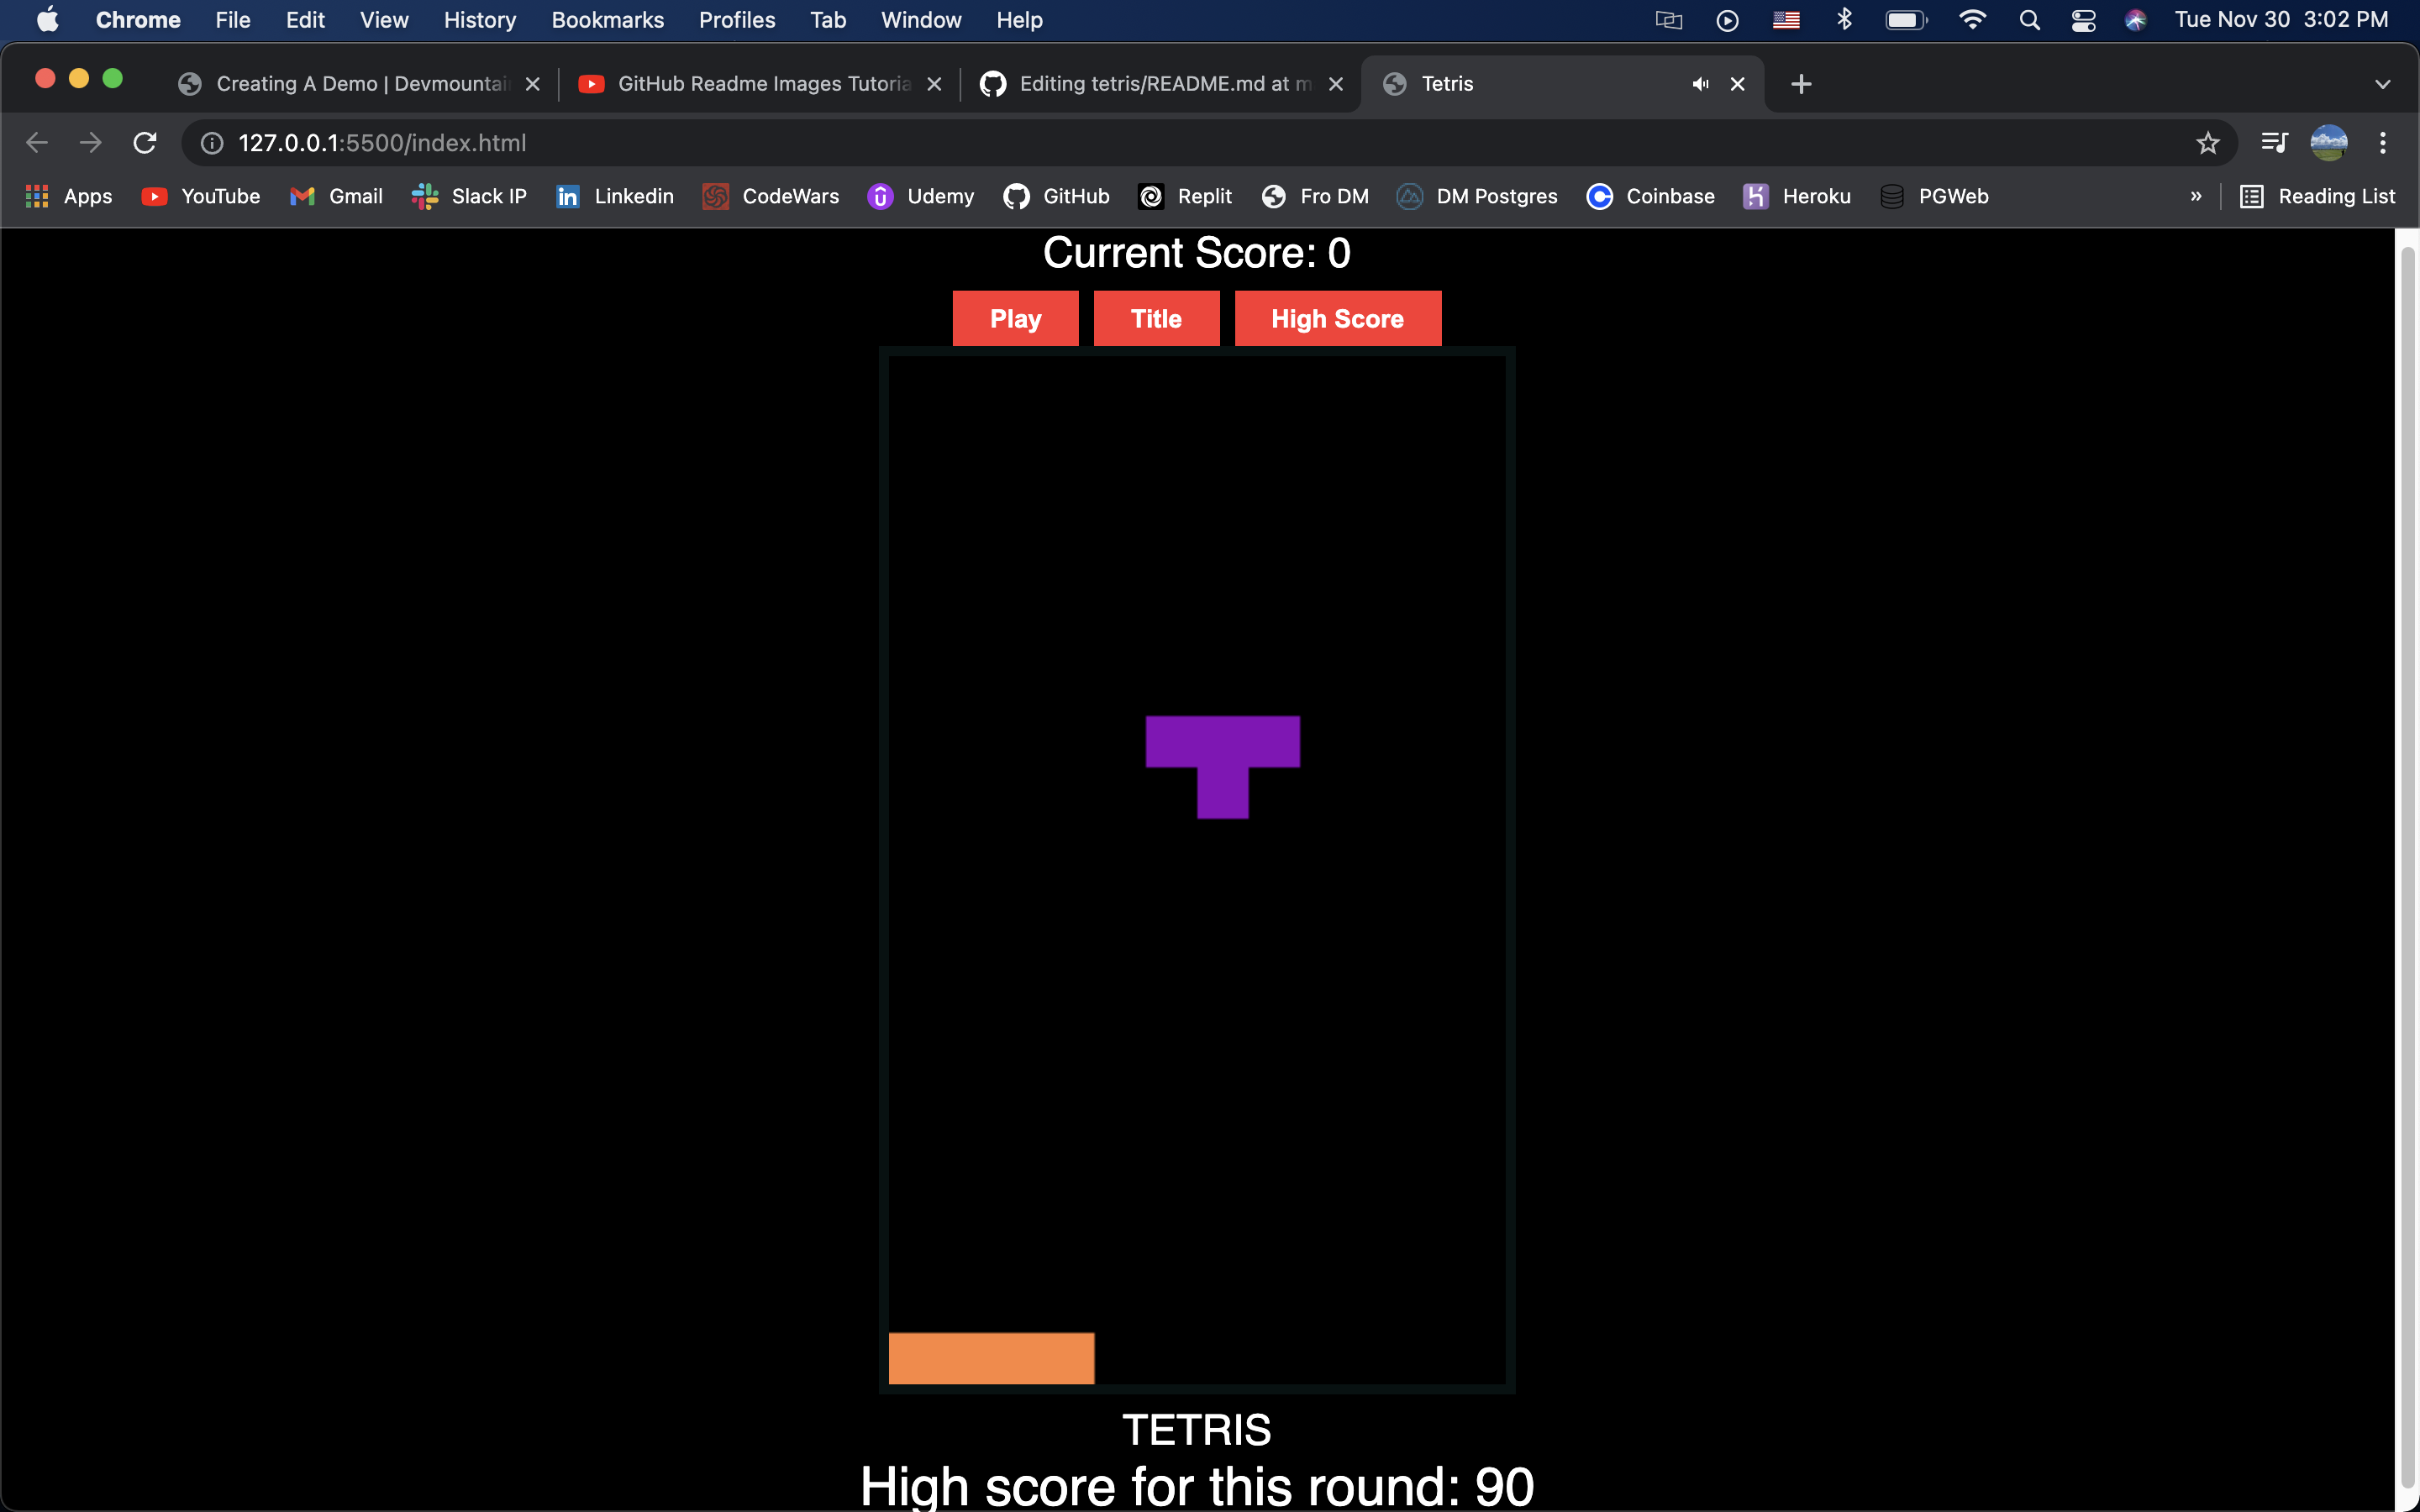 Chrome File Edit View History Bookmarks Profiles Tab Window Help Tue Nov 30 3:02 PM
Creating A Demo | Devmountai GitHub Readme Images Tutoria Editing tetris/README.md at m Tetris
127.0.0.1:5500/index.html
Apps YouTube Gmail Slack IP Linkedin CodeWars Udemy GitHub Replit Fro DM DM Postgres Coinbase Heroku PGWeb » Reading List
Current Score: 0
Play Title High Score
TETRIS
High score for this round: 90